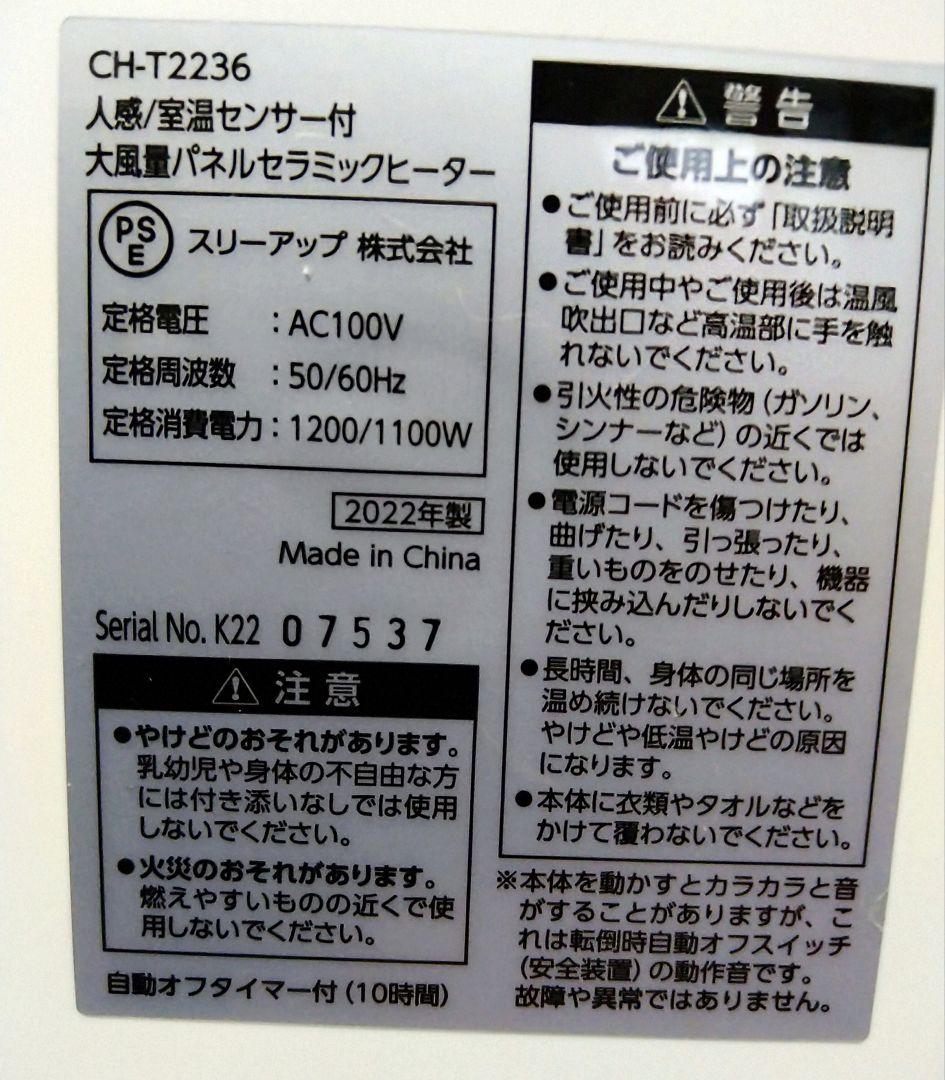 CH-T2236
人感/室温センサー付
大風量パネルセラミックヒーター
PS
E
スリーアップ 株式会社
定格電圧 :AC100V
定格周波数 :50/60Hz
定格消費電力:1200/1100W
2022年製
Made in China
Serial No. K22 07537
⚠注意
●やけどのおそれがあります。
乳幼児や身体の不自由な方
には付き添いなしでは使用
しないでください。
●火災のおそれがあります。
燃えやすいものの近くで使
用しないでください。
自動オフタイマー付(10時間)
⚠警告
ご使用上の注意
●ご使用前に必ず「取扱説明
書」をお読みください。
●ご使用中やご使用後は温風
吹出口など高温部に手を触
れないでください。
●引火性の危険物(ガソリン、
シンナーなど)の近くでは
使用しないでください。
●電源コードを傷つけたり、
曲げたり、引っ張ったり、
重いものをのせたり、機器
に挟み込んだりしないでく
ださい。
●長時間、身体の同じ場所を
温め続けないでください。
やけどや低温やけどの原因
になります。
●本体に衣類やタオルなどを
かけて覆わないでください。
※本体を動かすとカラカラと音
がすることがありますが、こ
れは転倒時自動オフスイッチ
(安全装置)の動作音です。
故障や異常ではありません。